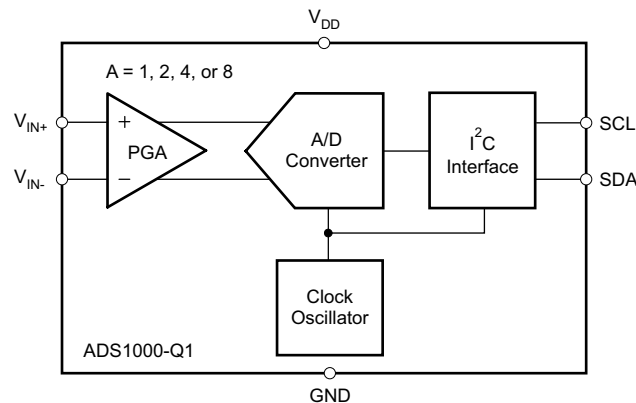 V_DD
A = 1, 2, 4, or 8
V_IN+
+
PGA
V_IN-
−
A/D
Converter
I²C
Interface
SCL
SDA
Clock
Oscillator
ADS1000-Q1
GND